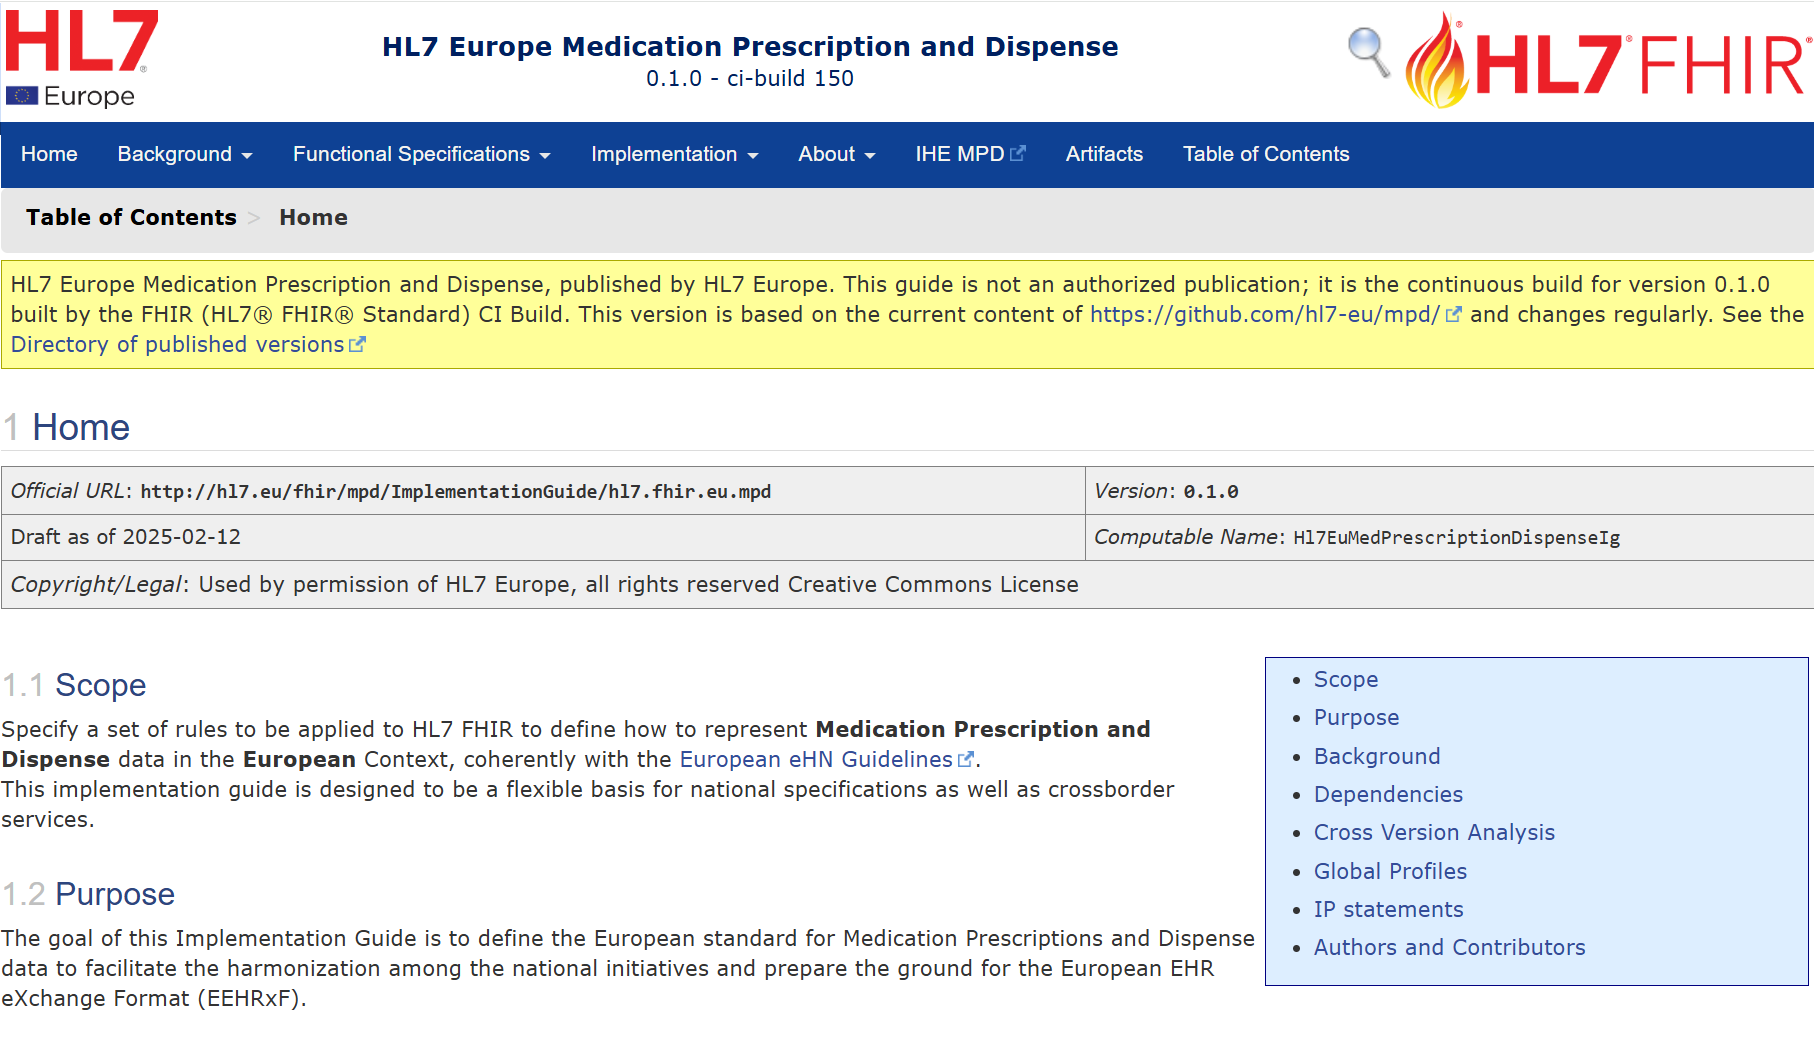 HL7®
Europe
HL7 Europe Medication Prescription and Dispense
0.1.0 - ci-build 150
HL7® FHIR®
Home Background Functional Specifications Implementation About IHE MPD Artifacts Table of Contents
Table of Contents > Home
HL7 Europe Medication Prescription and Dispense, published by HL7 Europe. This guide is not an authorized publication; it is the continuous build for version 0.1.0
built by the FHIR (HL7® FHIR® Standard) CI Build. This version is based on the current content of https://github.com/hl7-eu/mpd/ and changes regularly. See the
Directory of published versions
1 Home
Official URL: http://hl7.eu/fhir/mpd/ImplementationGuide/hl7.fhir.eu.mpd Version: 0.1.0
Draft as of 2025-02-12 Computable Name: Hl7EuMedPrescriptionDispenseIg
Copyright/Legal: Used by permission of HL7 Europe, all rights reserved Creative Commons License
1.1 Scope
Specify a set of rules to be applied to HL7 FHIR to define how to represent Medication Prescription and
Dispense data in the European Context, coherently with the European eHN Guidelines.
This implementation guide is designed to be a flexible basis for national specifications as well as crossborder
services.
1.2 Purpose
The goal of this Implementation Guide is to define the European standard for Medication Prescriptions and Dispense
data to facilitate the harmonization among the national initiatives and prepare the ground for the European EHR
eXchange Format (EEHRxF).
Scope
Purpose
Background
Dependencies
Cross Version Analysis
Global Profiles
IP statements
Authors and Contributors